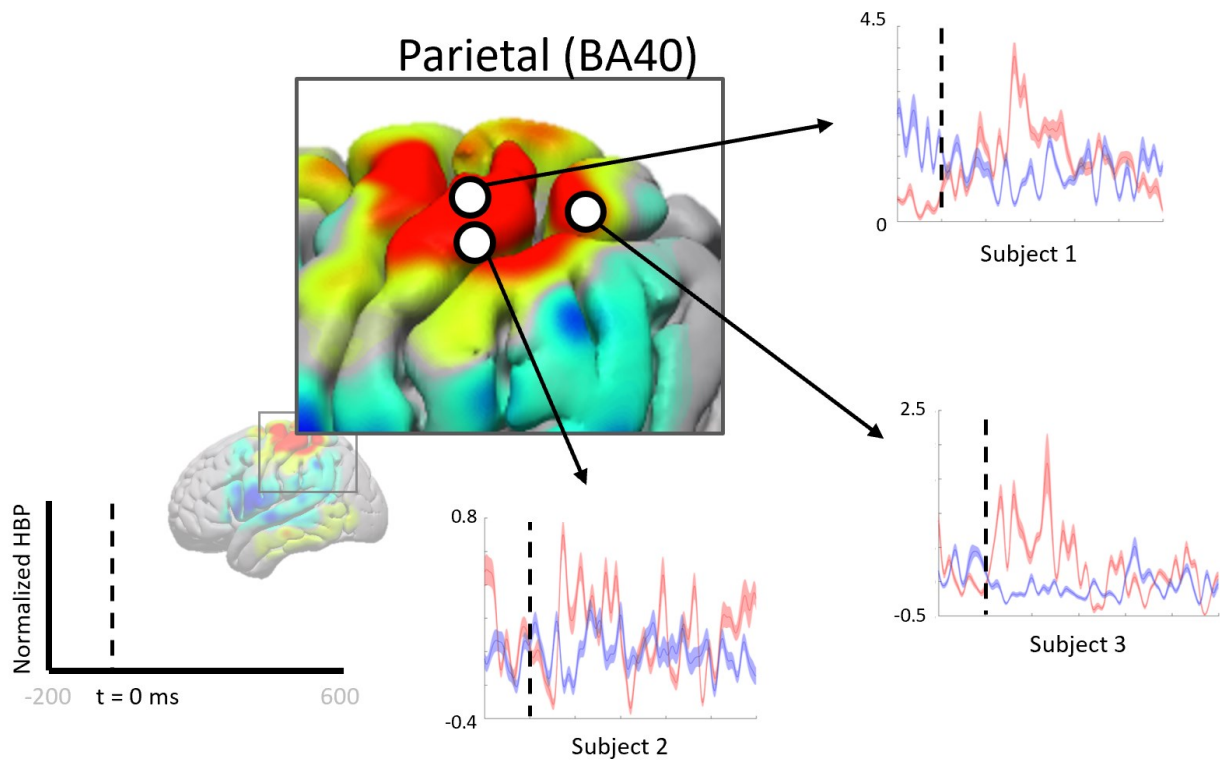 Parietal (BA40)
4.5
0
Subject 1
2.5
-0.5
Subject 3
0.8
-0.4
Subject 2
Normalized HBP
-200
t = 0 ms
600